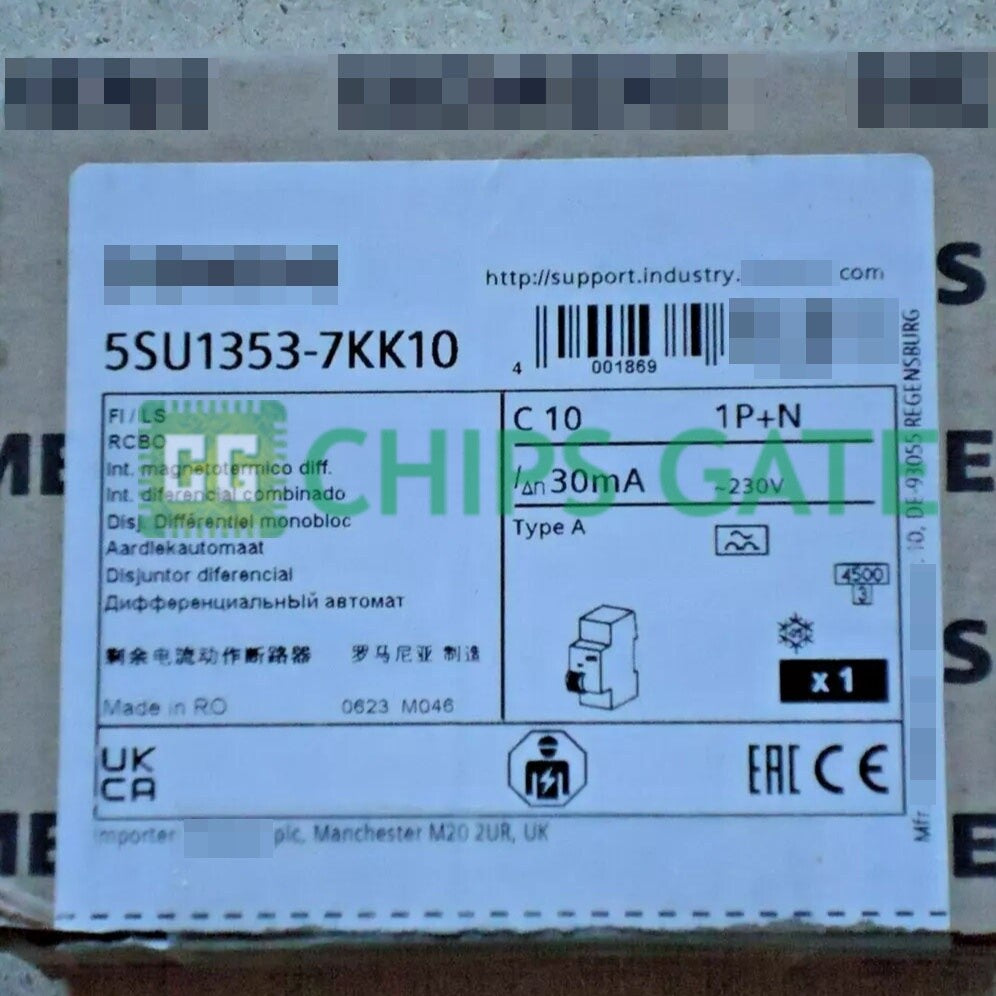 http://support.industry.
com
5SU1353-7KK10
4
001869
FI/LS
RCBO
Int. magnetotermico diff.
Int. diferencial combinado
Disj. Différentiel monobloc
Aardlekautomaat
Disjuntor diferencial
Дифференциальный автомат
剩余电流动作断路器 罗马尼亚 制造
Made in RO 0623 M046
C 10 1P+N
I∆n 30mA ~230V
Type A
4500
3
x 1
UK
CA
EAC CE
Importer plc, Manchester M20 2UR, UK
Mfr 10, DE-93055 REGENSBURG
CG CHIPS GATE
S
ME
E
S
ME
E